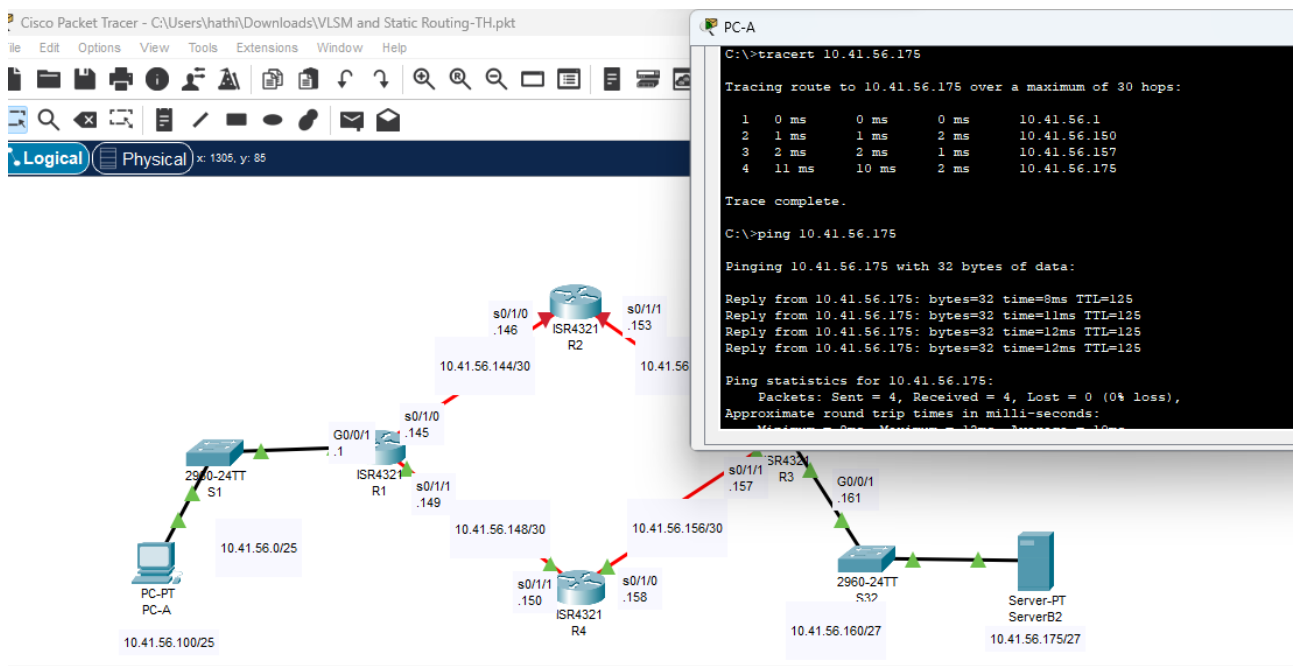 Cisco Packet Tracer - C:\Users\hathi\Downloads\VLSM and Static Routing-TH.pkt
File Edit Options View Tools Extensions Window Help
Logical Physical x: 1305, y: 85
PC-A
C:\>tracert 10.41.56.175
Tracing route to 10.41.56.175 over a maximum of 30 hops:
1 0 ms 0 ms 0 ms 10.41.56.1
2 1 ms 1 ms 2 ms 10.41.56.150
3 2 ms 2 ms 1 ms 10.41.56.157
4 11 ms 10 ms 2 ms 10.41.56.175
Trace complete.
C:\>ping 10.41.56.175
Pinging 10.41.56.175 with 32 bytes of data:
Reply from 10.41.56.175: bytes=32 time=8ms TTL=125
Reply from 10.41.56.175: bytes=32 time=11ms TTL=125
Reply from 10.41.56.175: bytes=32 time=12ms TTL=125
Reply from 10.41.56.175: bytes=32 time=12ms TTL=125
Ping statistics for 10.41.56.175:
Packets: Sent = 4, Received = 4, Lost = 0 (0% loss),
Approximate round trip times in milli-seconds:
s0/1/0
.146
ISR4321
R2
s0/1/1
.153
10.41.56.144/30
10.41.56
s0/1/0
.145
G0/0/1
.1
ISR4321
R1
s0/1/1
.149
2960-24TT
S1
10.41.56.0/25
PC-PT
PC-A
10.41.56.100/25
10.41.56.148/30
10.41.56.156/30
s0/1/1
.150
s0/1/0
.158
ISR4321
R4
s0/1/1
.157
SR4321
R3
G0/0/1
.161
2960-24TT
S32
10.41.56.160/27
Server-PT
ServerB2
10.41.56.175/27